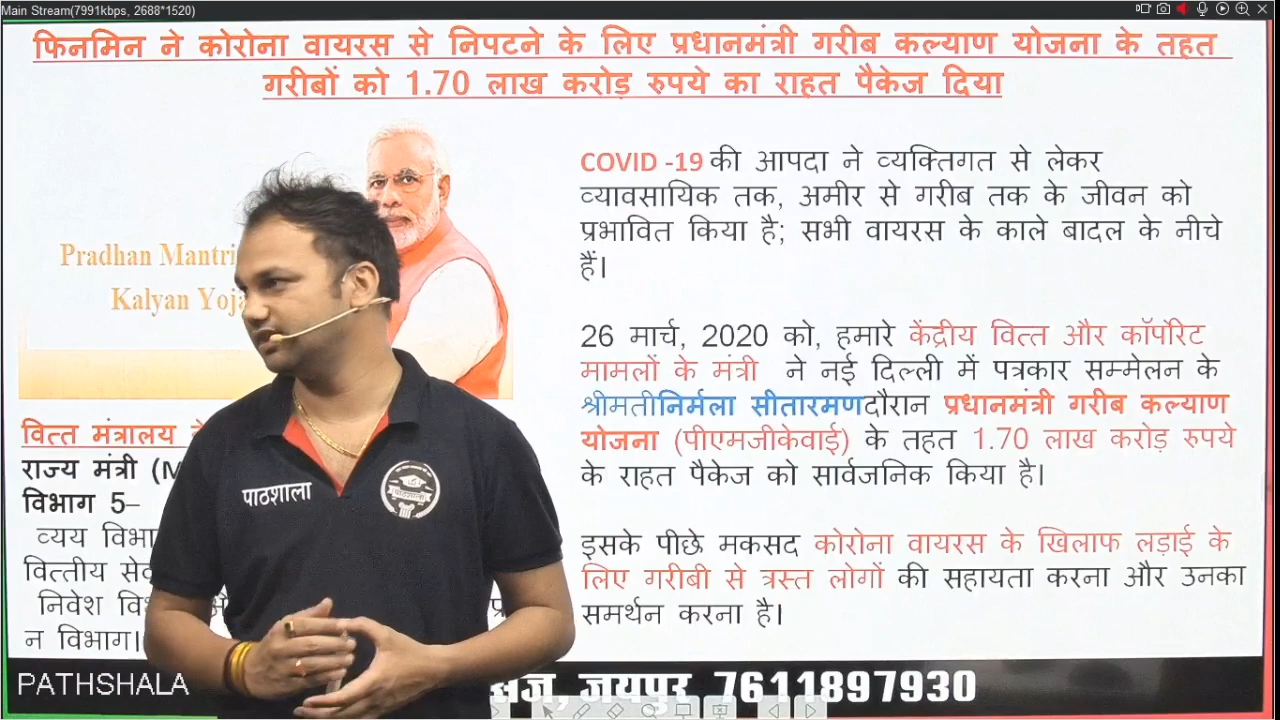 Main Stream(7991kbps, 2688*1520)
फिनमिन ने कोरोना वायरस से निपटने के लिए प्रधानमंत्री गरीब कल्याण योजना के तहत
गरीबों को 1.70 लाख करोड़ रुपये का राहत पैकेज दिया
Pradhan Mantri
Kalyan
COVID -19 की आपदा ने व्यक्तिगत से लेकर
व्यावसायिक तक, अमीर से गरीब तक के जीवन को
प्रभावित किया है; सभी वायरस के काले बादल के नीचे
हैं।
26 मार्च, 2020 को, हमारे केंद्रीय वित्त और कॉर्पोरेट
मामलों के मंत्री ने नई दिल्ली में पत्रकार सम्मेलन के
श्रीमतीनिर्मला सीतारमणदौरान प्रधानमंत्री गरीब कल्याण
योजना (पीएमजीकेवाई) के तहत 1.70 लाख करोड़ रुपये
के राहत पैकेज को सार्वजनिक किया है।
इसके पीछे मकसद कोरोना वायरस के खिलाफ लड़ाई के
लिए गरीबी से त्रस्त लोगों की सहायता करना और उनका
समर्थन करना है।
वित्त मंत्रालय
राज्य मंत्री
विभाग 5–
व्यय
वित्तीय
निवेश
न विभाग।
पाठशाला
पाठशाला
PATHSHALA
जयपुर 7611897930